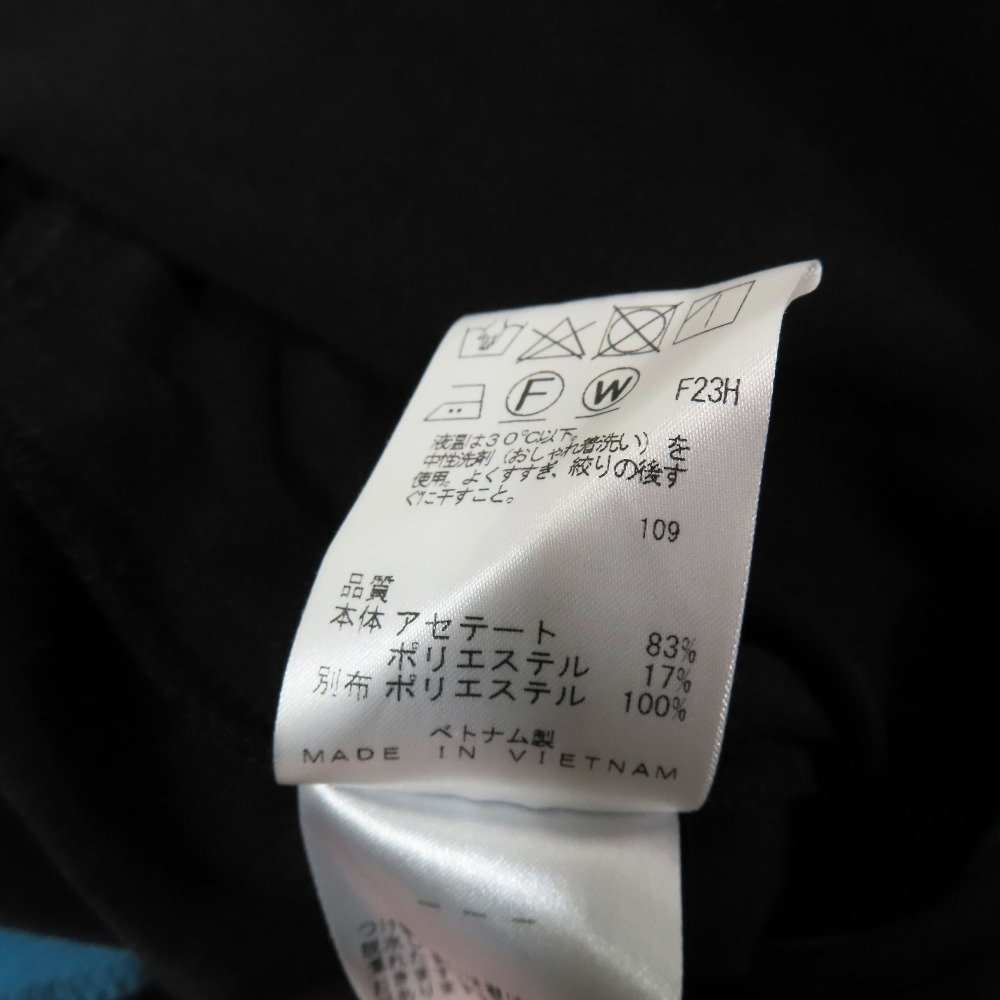 F W F23H
液温は30℃以下。
中性洗剤(おしゃれ着洗い)を
使用。よくすすぎ、絞りの後す
ぐに干すこと。
109
品質
本体 アセテート 83%
ポリエステル 17%
別布 ポリエステル 100%
ベトナム製
MADE IN VIETNAM